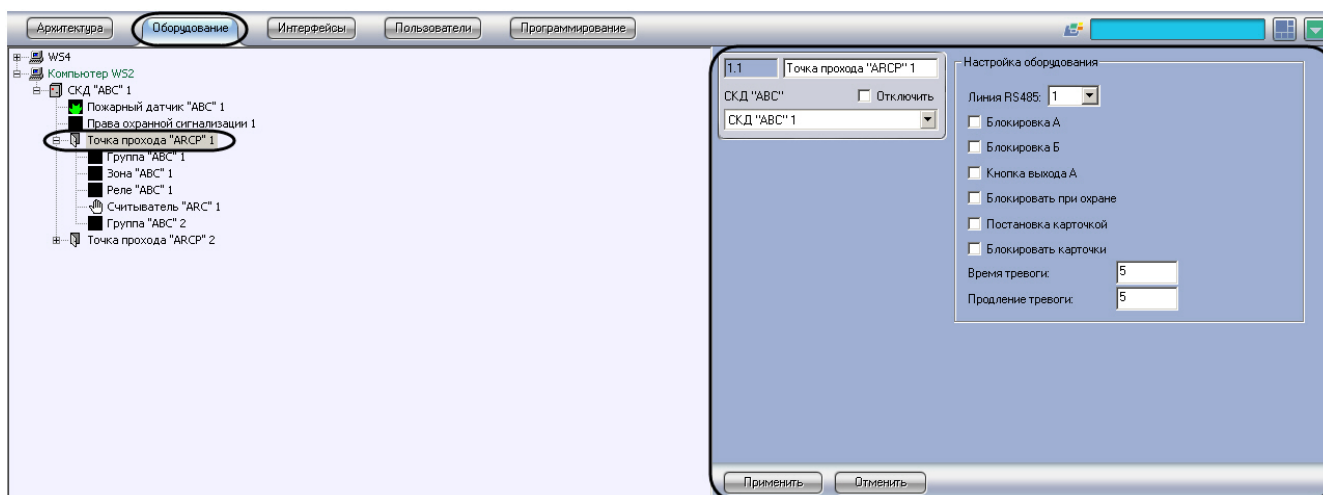 Архитектура Оборудование Интерфейсы Пользователи Программирование
WS4
Компьютер WS2
СКД "ABC" 1
Пожарный датчик "ABC" 1
Права охранной сигнализации 1
Точка прохода "ARCP" 1
Группа "ABC" 1
Зона "ABC" 1
Реле "ABC" 1
Считыватель "ARC" 1
Группа "ABC" 2
Точка прохода "ARCP" 2
1.1 Точка прохода "ARCP" 1
СКД "ABC" Отключить
СКД "ABC" 1
Настройка оборудования
Линия RS485: 1
Блокировка А
Блокировка Б
Кнопка выхода А
Блокировать при охране
Постановка карточкой
Блокировать карточки
Время тревоги: 5
Продление тревоги: 5
Применить Отменить